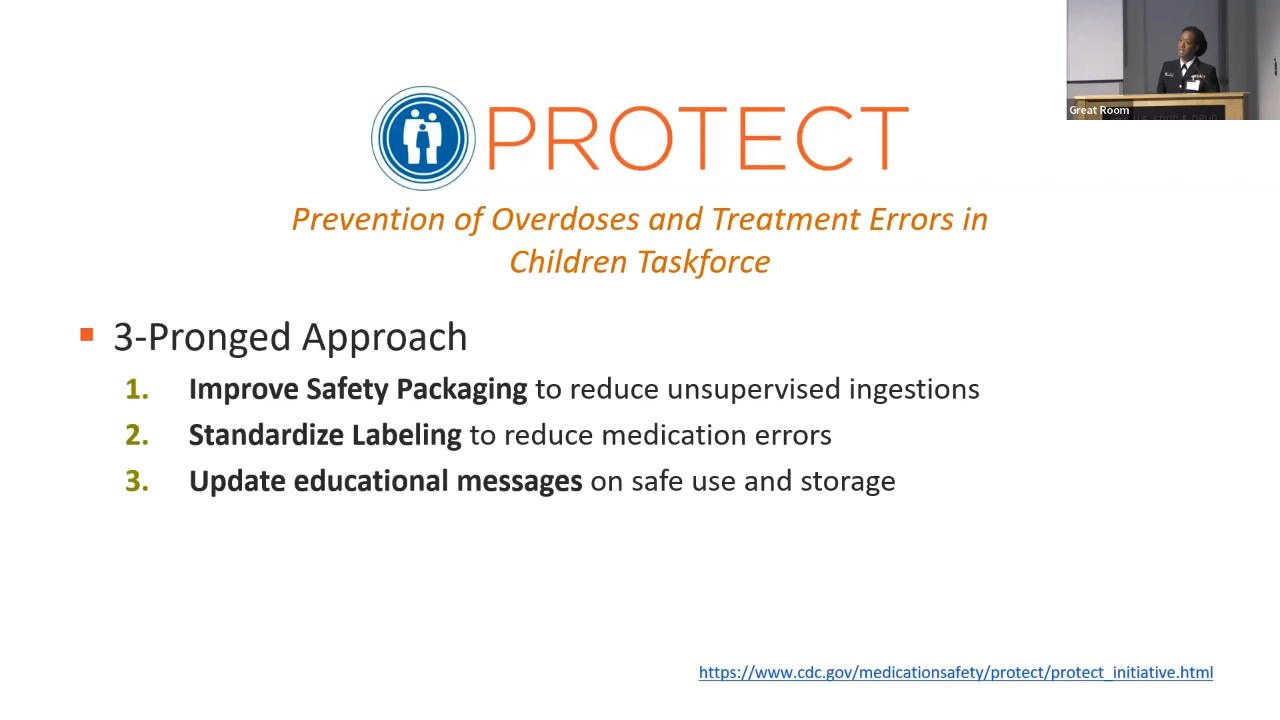 Great Room
PROTECT
Prevention of Overdoses and Treatment Errors in
Children Taskforce
▪ 3-Pronged Approach
1. Improve Safety Packaging to reduce unsupervised ingestions
2. Standardize Labeling to reduce medication errors
3. Update educational messages on safe use and storage
https://www.cdc.gov/medicationsafety/protect/protect_initiative.html